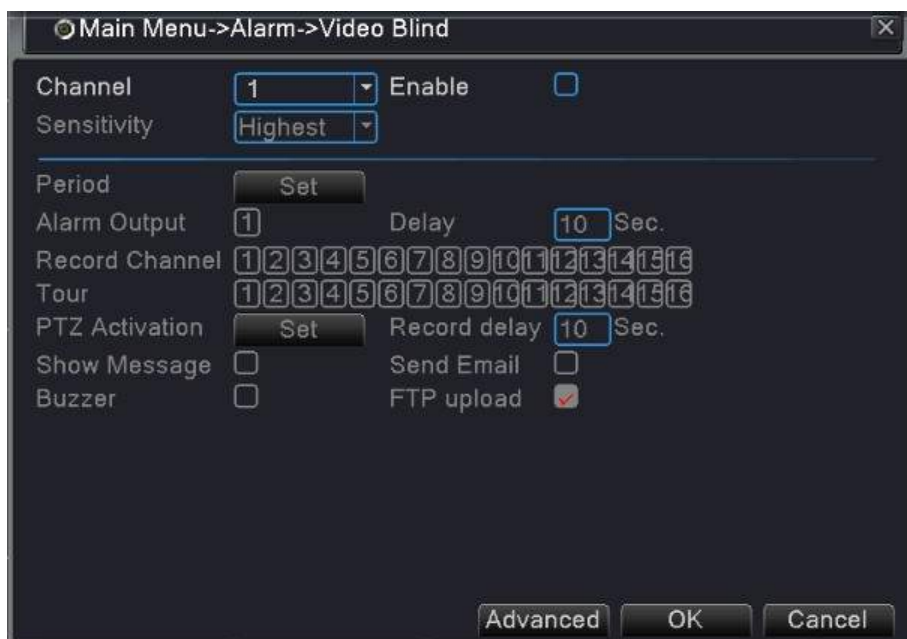 Main Menu->Alarm->Video Blind
Channel 1 Enable
Sensitivity Highest
Period Set
Alarm Output 1 Delay 10 Sec.
Record Channel 1 2 3 4 5 6 7 8 9 10 11 12 13 14 15 16
Tour 1 2 3 4 5 6 7 8 9 10 11 12 13 14 15 16
PTZ Activation Set Record delay 10 Sec.
Show Message Send Email
Buzzer FTP upload
Advanced OK Cancel